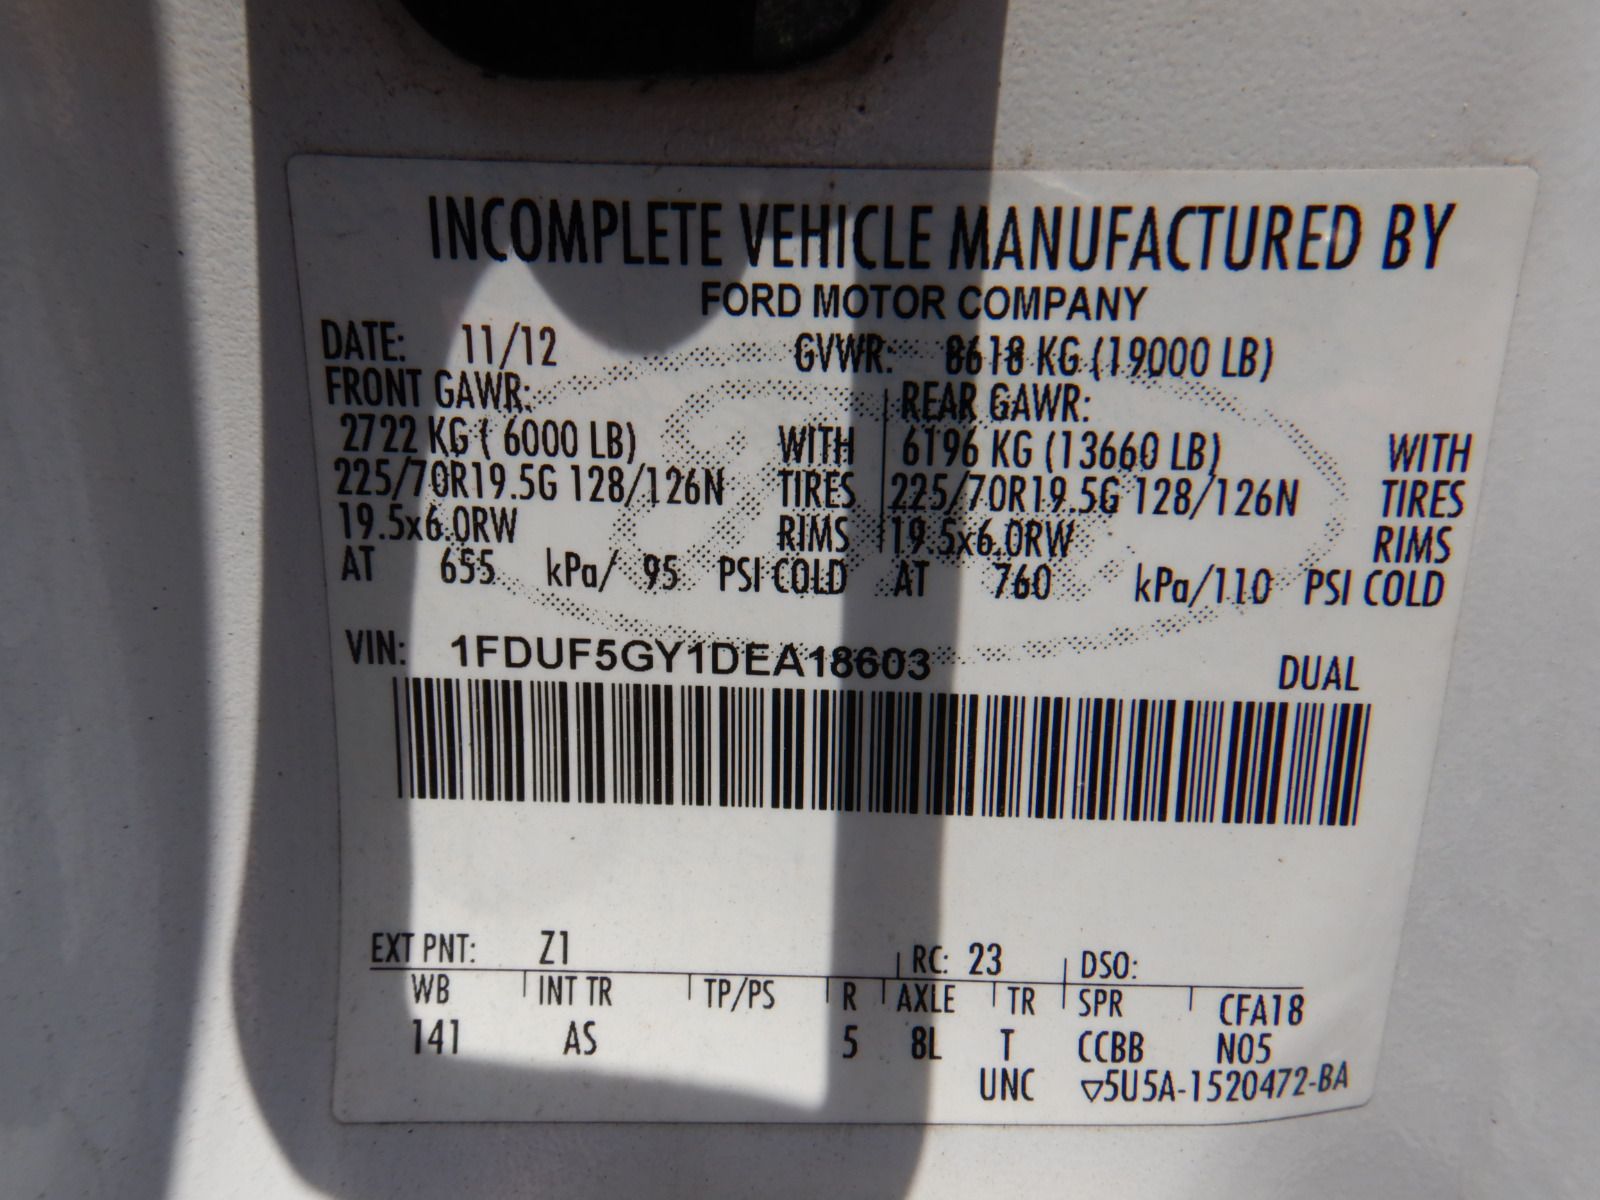 INCOMPLETE VEHICLE MANUFACTURED BY
FORD MOTOR COMPANY
DATE: 11/12 GVWR: 8618 KG (19000 LB)
FRONT GAWR: REAR GAWR:
2722 KG ( 6000 LB) WITH 6196 KG (13660 LB) WITH
225/70R19.5G 128/126N TIRES 225/70R19.5G 128/126N TIRES
19.5x6.0RW RIMS 19.5x6.0RW RIMS
AT 655 kPa/ 95 PSI COLD AT 760 kPa/110 PSI COLD
VIN: 1FDUF5GY1DEA18603 DUAL
EXT PNT: Z1 RC: 23 DSO:
WB INT TR TP/PS R AXLE TR SPR CFA18
141 AS 5 8L T CCBB N05
UNC ▽5U5A-1520472-BA